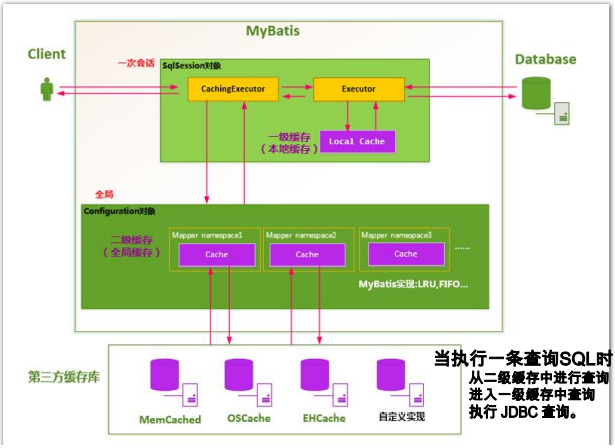 MyBatis
Client
Database
一次会话
SqlSession对象
CachingExecutor
Executor
一级缓存
(本地缓存)
Local Cache
全局
Configuration对象
二级缓存
(全局缓存)
Mapper namespace1
Mapper namespace2
Mapper namespace3
Cache
Cache
Cache
......
MyBatis实现:LRU,FIFO...
第三方缓存库
MemCached
OSCache
EHCache
自定义实现
当执行一条查询SQL时
从二级缓存中进行查询
进入一级缓存中查询
执行 JDBC 查询。